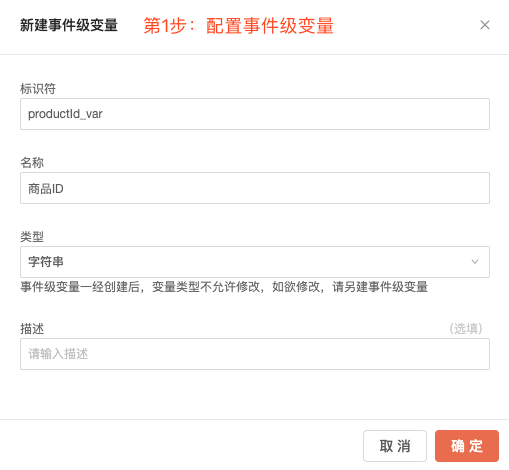 新建事件级变量 第1步：配置事件级变量
标识符
productId_var
名称
商品ID
类型
字符串
事件级变量一经创建后，变量类型不允许修改，如欲修改，请另建事件级变量
描述 (选填)
请输入描述
取 消 确 定